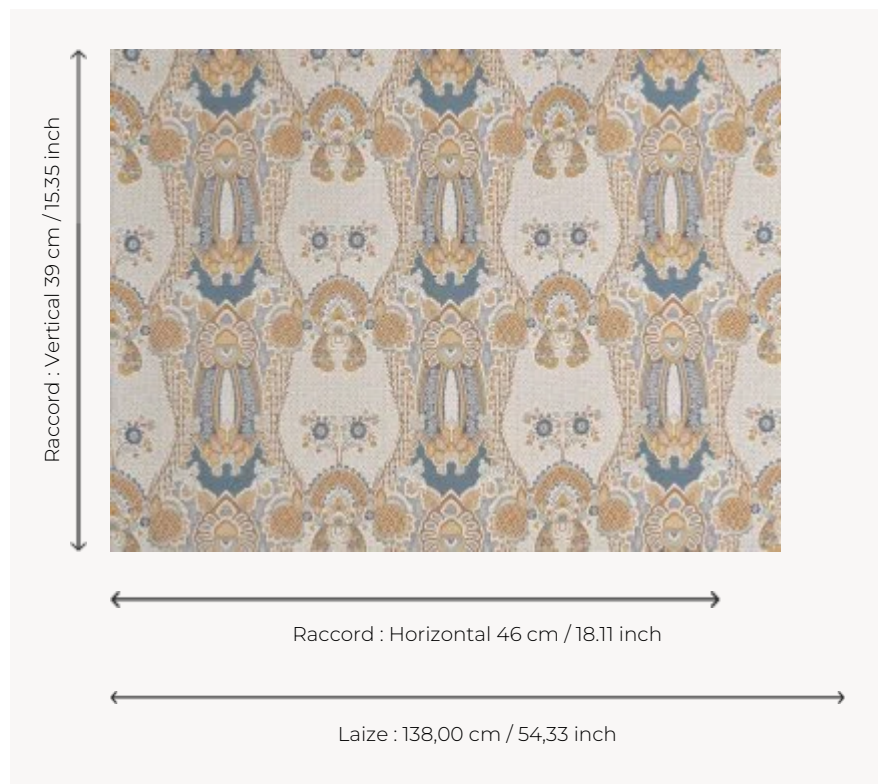 Raccord : Vertical 39 cm / 15.35 inch
Raccord : Horizontal 46 cm / 18.11 inch
Laize : 138,00 cm / 54,33 inch